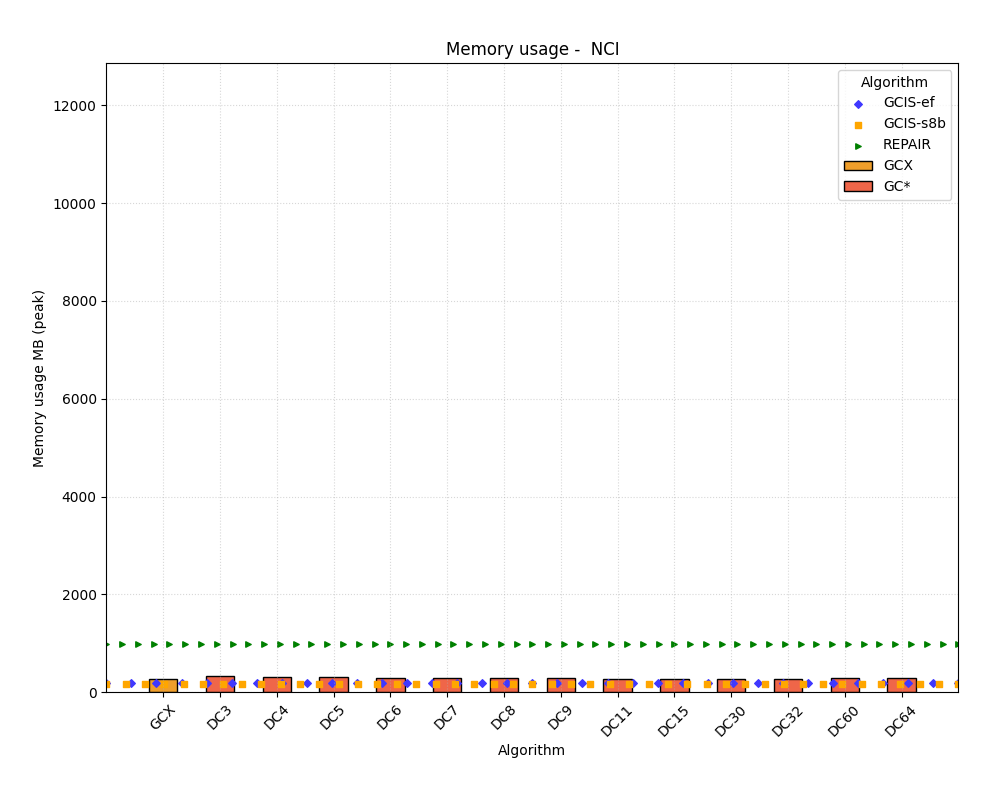 Memory usage -  NCI
Algorithm
GCIS-ef
GCIS-s8b
REPAIR
GCX
GC*
Memory usage MB (peak)
12000
10000
8000
6000
4000
2000
0
GCX
DC3
DC4
DC5
DC6
DC7
DC8
DC9
DC11
DC15
DC30
DC32
DC60
DC64
Algorithm